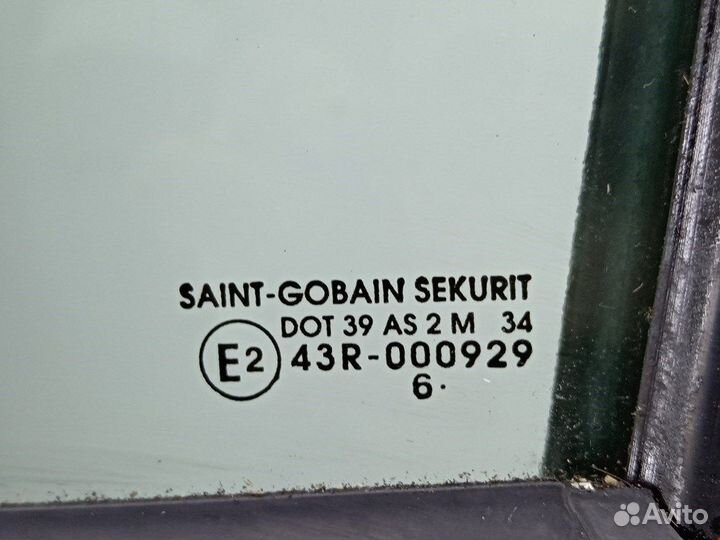 SAINT-GOBAIN SEKURIT
DOT 39 AS 2 M 34
E2 43R-000929
6.
Avito